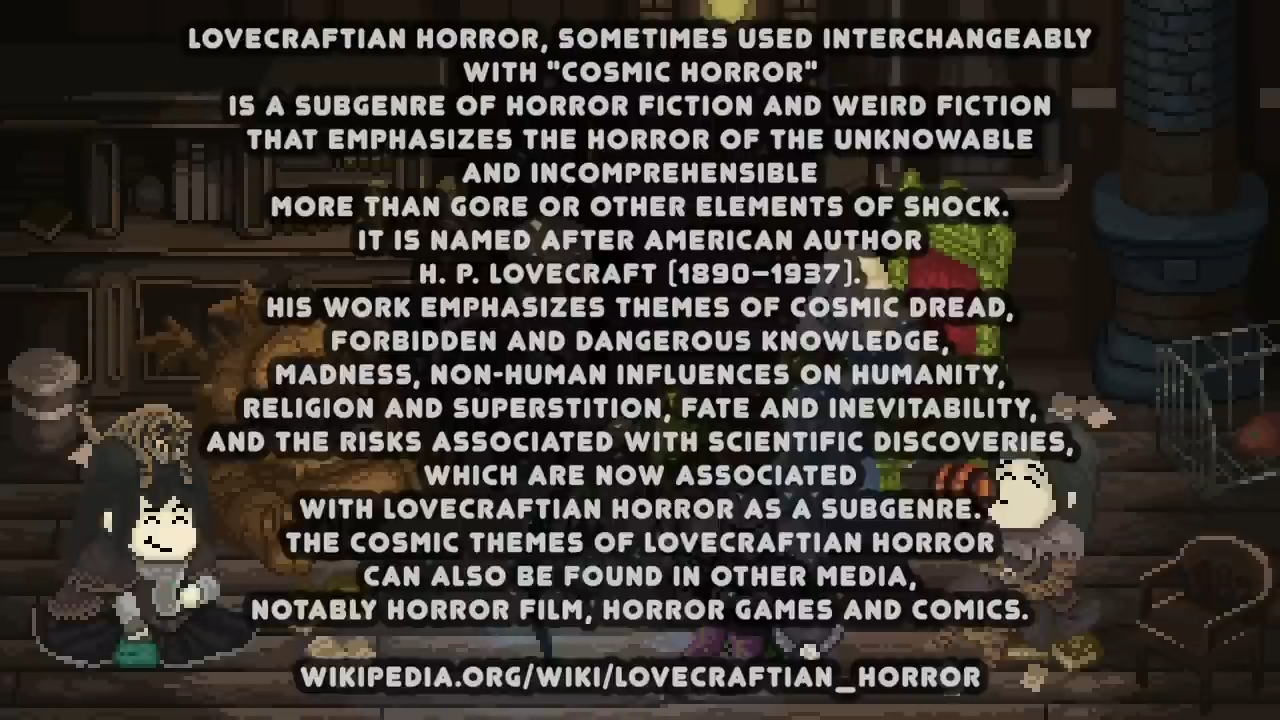 LOVECRAFTIAN HORROR, SOMETIMES USED INTERCHANGEABLY
WITH "COSMIC HORROR"
IS A SUBGENRE OF HORROR FICTION AND WEIRD FICTION
THAT EMPHASIZES THE HORROR OF THE UNKNOWABLE
AND INCOMPREHENSIBLE
MORE THAN GORE OR OTHER ELEMENTS OF SHOCK.
IT IS NAMED AFTER AMERICAN AUTHOR
H. P. LOVECRAFT (1890–1937).
HIS WORK EMPHASIZES THEMES OF COSMIC DREAD,
FORBIDDEN AND DANGEROUS KNOWLEDGE,
MADNESS, NON-HUMAN INFLUENCES ON HUMANITY,
RELIGION AND SUPERSTITION, FATE AND INEVITABILITY,
AND THE RISKS ASSOCIATED WITH SCIENTIFIC DISCOVERIES,
WHICH ARE NOW ASSOCIATED
WITH LOVECRAFTIAN HORROR AS A SUBGENRE.
THE COSMIC THEMES OF LOVECRAFTIAN HORROR
CAN ALSO BE FOUND IN OTHER MEDIA,
NOTABLY HORROR FILM, HORROR GAMES AND COMICS.
WIKIPEDIA.ORG/WIKI/LOVECRAFTIAN_HORROR